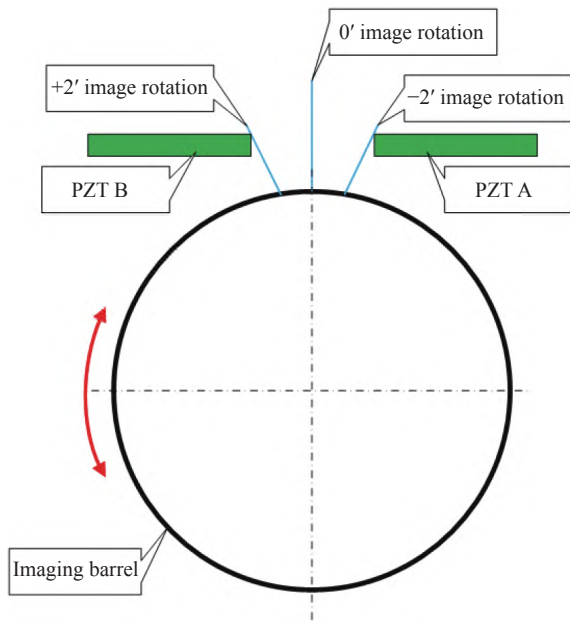 0′ image rotation
+2′ image rotation
−2′ image rotation
PZT B
PZT A
Imaging barrel